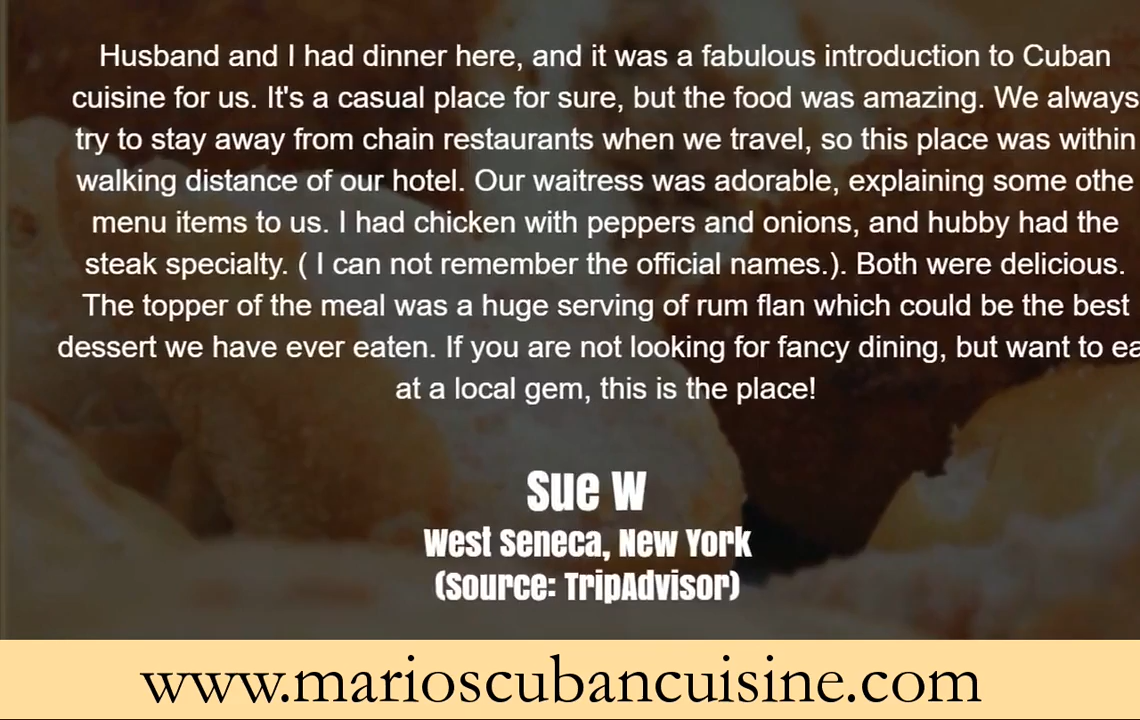 Husband and I had dinner here, and it was a fabulous introduction to Cuban
cuisine for us. It's a casual place for sure, but the food was amazing. We always
try to stay away from chain restaurants when we travel, so this place was within
walking distance of our hotel. Our waitress was adorable, explaining some othe
menu items to us. I had chicken with peppers and onions, and hubby had the
steak specialty. ( I can not remember the official names.). Both were delicious.
The topper of the meal was a huge serving of rum flan which could be the best
dessert we have ever eaten. If you are not looking for fancy dining, but want to ea
at a local gem, this is the place!
Sue W
West Seneca, New York
(Source: TripAdvisor)
www.marioscubancuisine.com